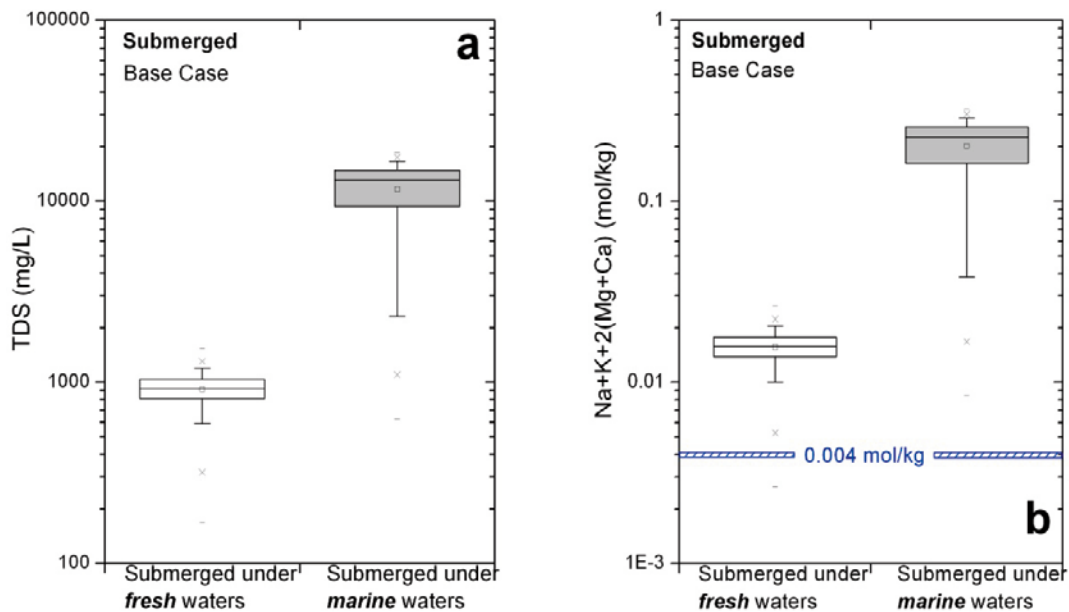 Submerged
Base Case
a
TDS (mg/L)
100000
10000
1000
100
Submerged under
fresh waters
Submerged under
marine waters
Submerged
Base Case
Na+K+2(Mg+Ca) (mol/kg)
1
0.1
0.01
1E-3
0.004 mol/kg
b
Submerged under
fresh waters
Submerged under
marine waters